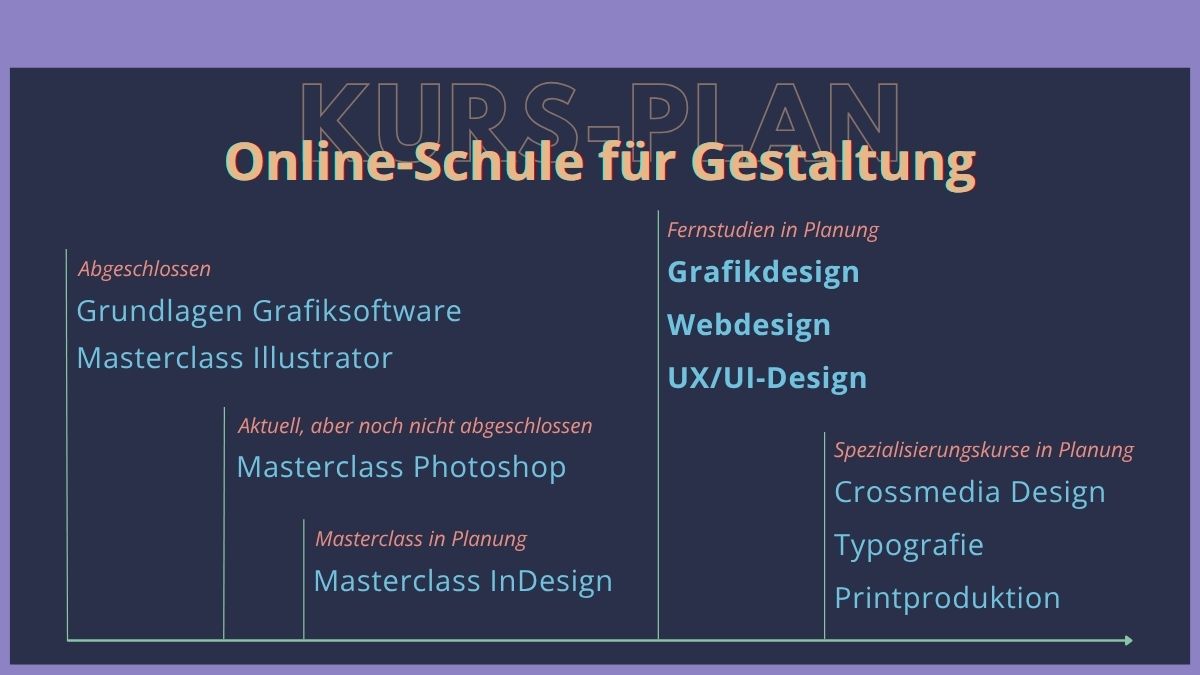 KURS-PLAN
Online-Schule für Gestaltung
Abgeschlossen
Grundlagen Grafiksoftware
Masterclass Illustrator
Aktuell, aber noch nicht abgeschlossen
Masterclass Photoshop
Masterclass in Planung
Masterclass InDesign
Fernstudien in Planung
Grafikdesign
Webdesign
UX/UI-Design
Spezialisierungskurse in Planung
Crossmedia Design
Typografie
Printproduktion